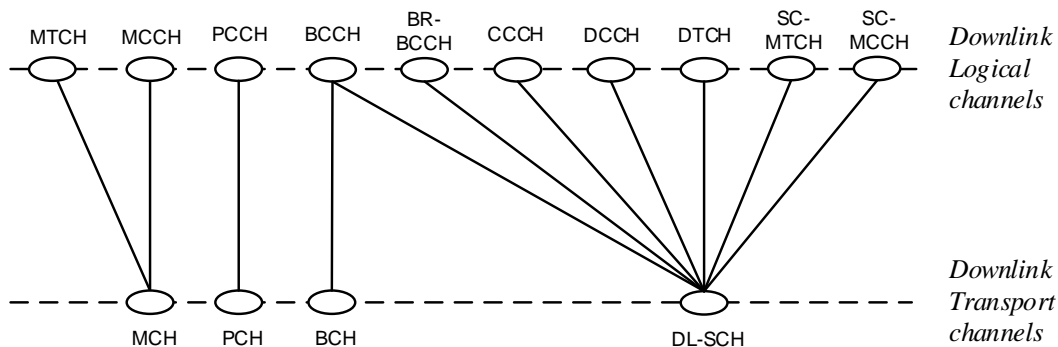 MTCH
MCCH
PCCH
BCCH
BR-
BCCH
CCCH
DCCH
DTCH
SC-
MTCH
SC-
MCCH
Downlink
Logical
channels
MCH
PCH
BCH
DL-SCH
Downlink
Transport
channels